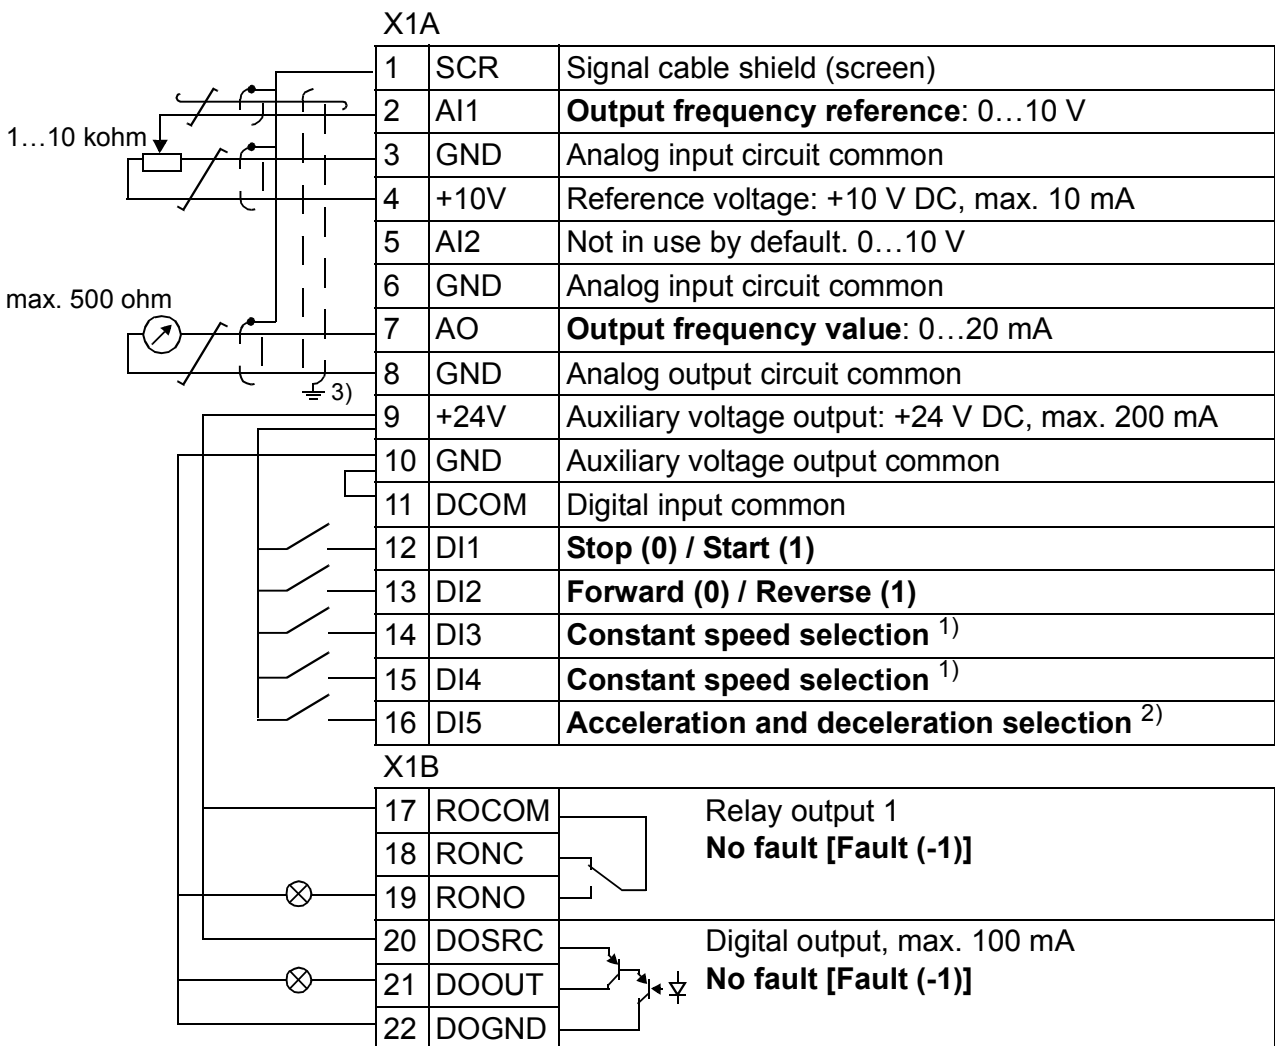 X1A
1 SCR Signal cable shield (screen)
2 AI1 Output frequency reference: 0…10 V
1…10 kohm
3 GND Analog input circuit common
4 +10V Reference voltage: +10 V DC, max. 10 mA
5 AI2 Not in use by default. 0…10 V
6 GND Analog input circuit common
max. 500 ohm
7 AO Output frequency value: 0…20 mA
8 GND Analog output circuit common
3)
9 +24V Auxiliary voltage output: +24 V DC, max. 200 mA
10 GND Auxiliary voltage output common
11 DCOM Digital input common
12 DI1 Stop (0) / Start (1)
13 DI2 Forward (0) / Reverse (1)
14 DI3 Constant speed selection 1)
15 DI4 Constant speed selection 1)
16 DI5 Acceleration and deceleration selection 2)
X1B
17 ROCOM Relay output 1
18 RONC No fault [Fault (-1)]
19 RONO
20 DOSRC Digital output, max. 100 mA
21 DOOUT No fault [Fault (-1)]
22 DOGND